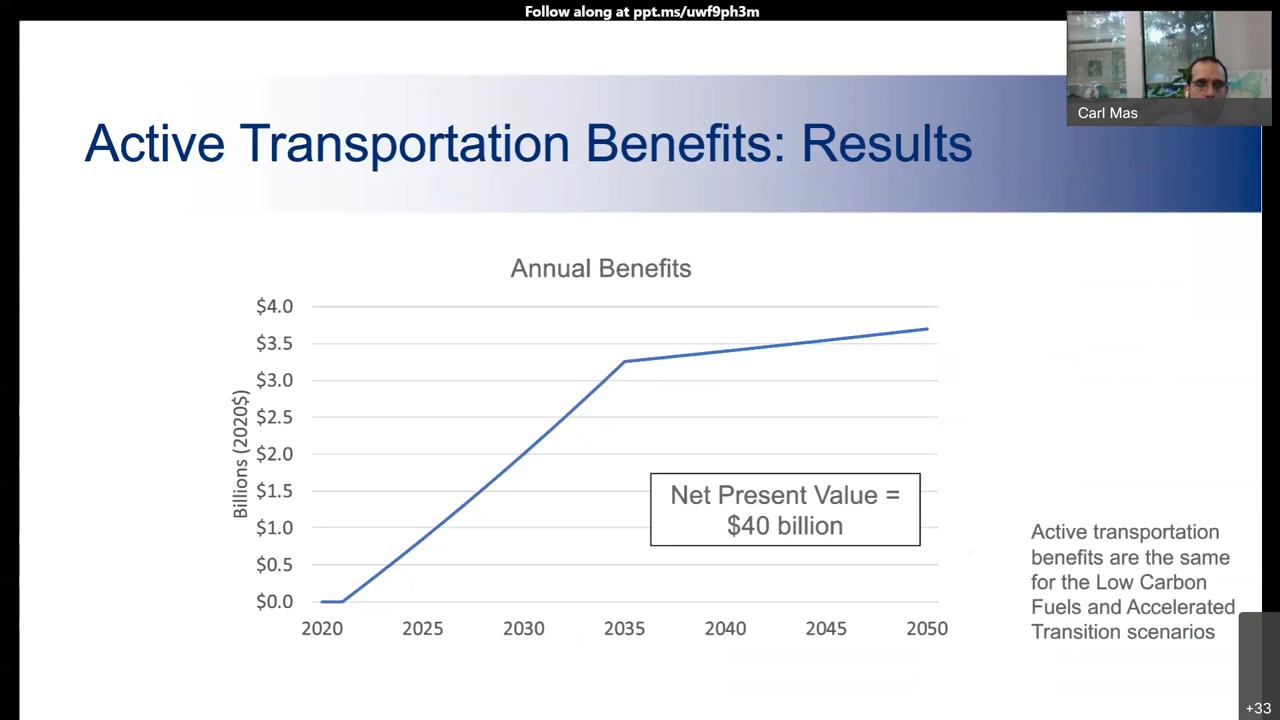 Follow along at ppt.ms/uwf9ph3m
Carl Mas
Active Transportation Benefits: Results
Annual Benefits
Billions (2020$)
$4.0
$3.5
$3.0
$2.5
$2.0
$1.5
$1.0
$0.5
$0.0
2020 2025 2030 2035 2040 2045 2050
Net Present Value =
$40 billion
Active transportation
benefits are the same
for the Low Carbon
Fuels and Accelerated
Transition scenarios
+33